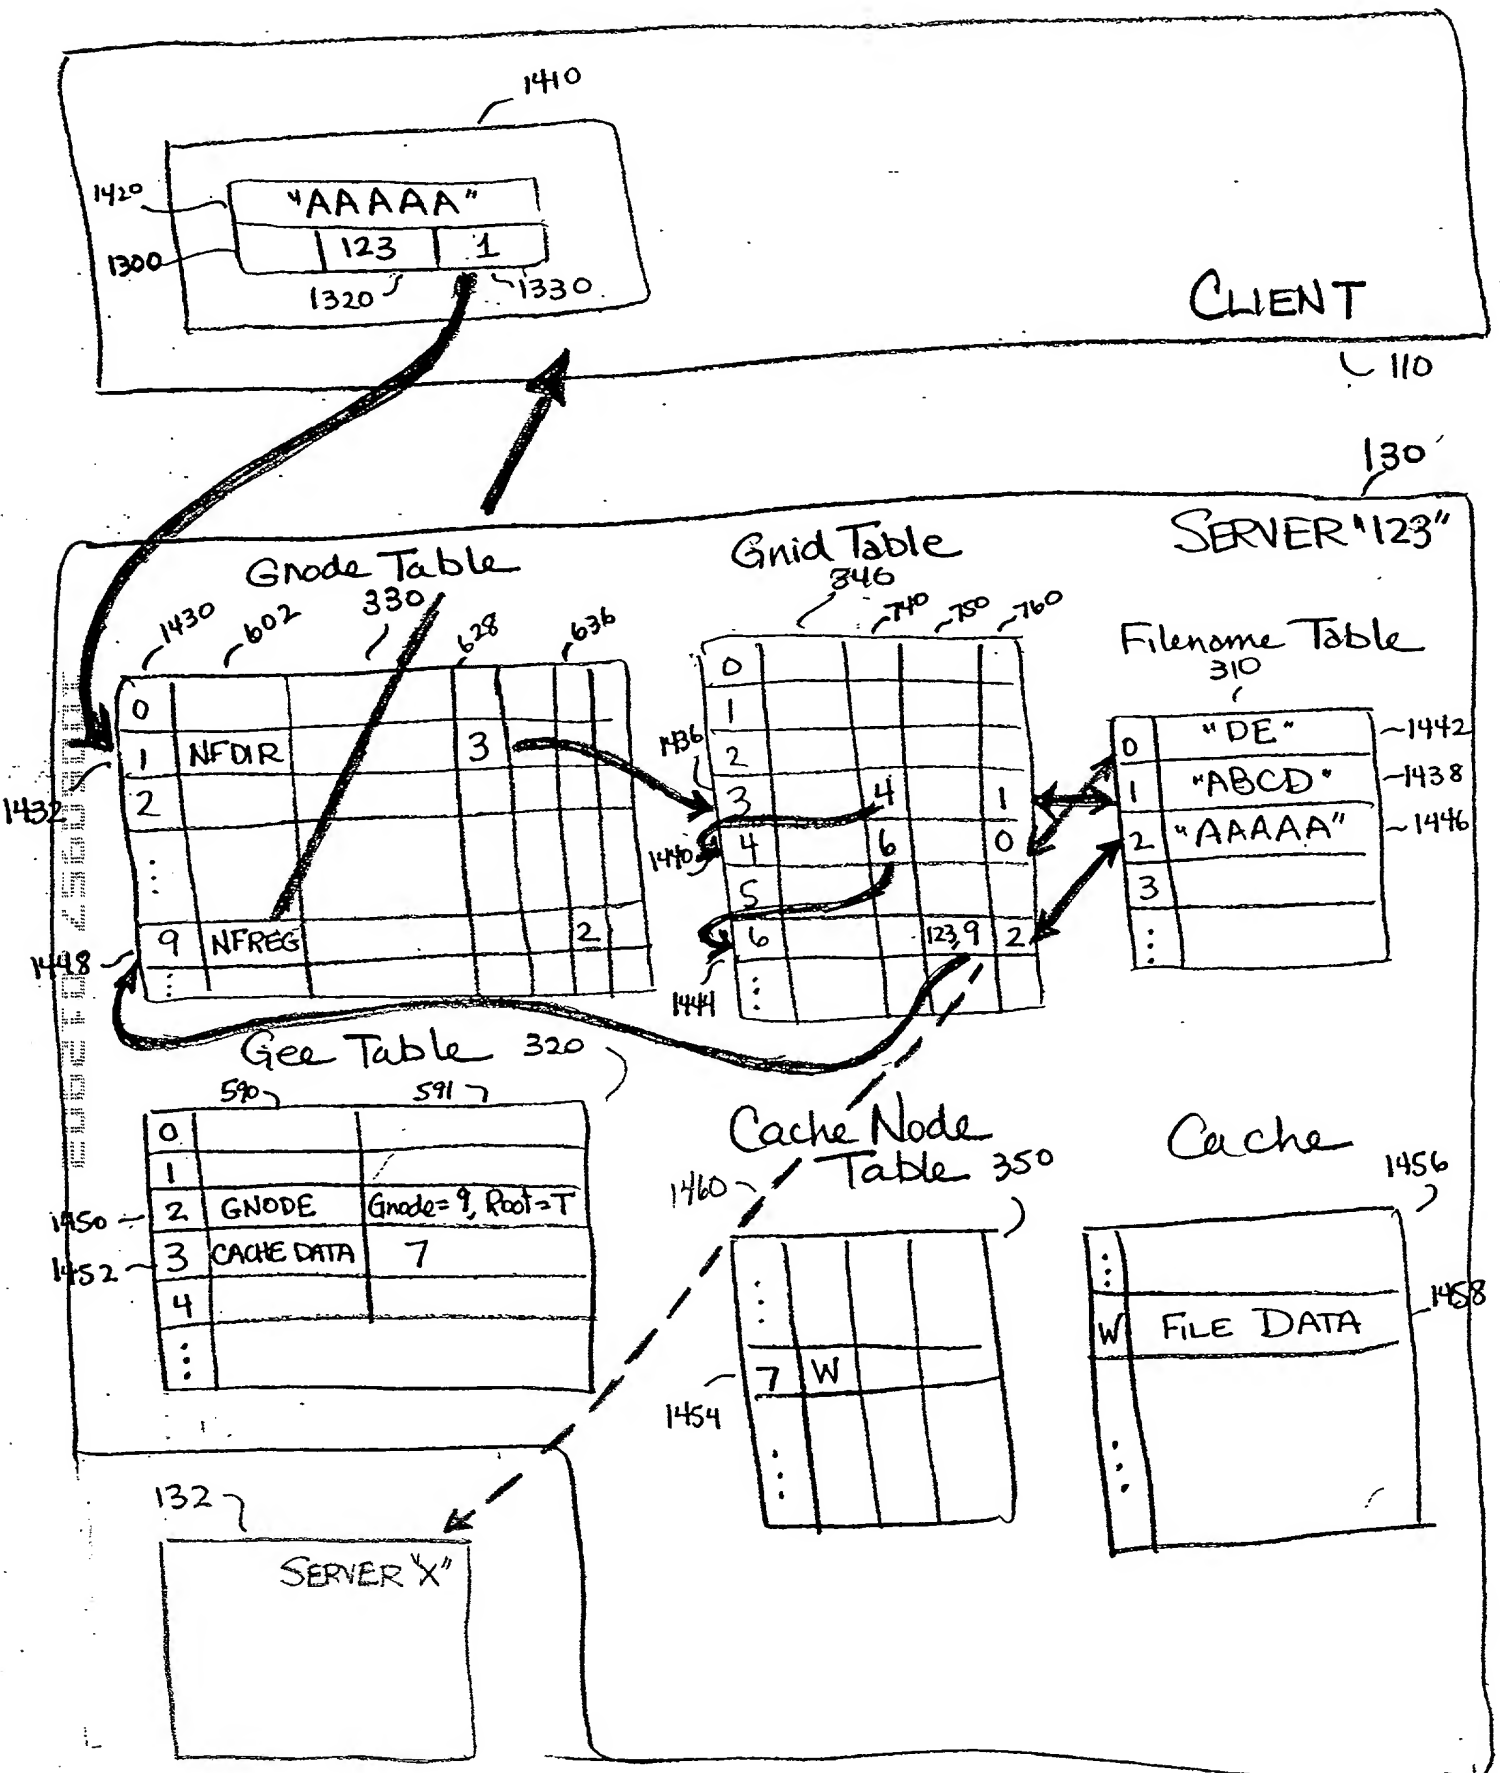 1410
1420
"AAAAA"
1300
123 1
1320 1330
CLIENT
110
130
SERVER "123"
Gnode Table
1430 602 330 628 636
0
1 NFDIR 3
1432
2
9 NFREG 2
1448
Gnid Table
346
740 750 760
0
1
1436
2
3 4 1
1440
4 6 0
5
6 123,9 2
1444
Filename Table
310
0 "DE" 1442
1 "ABCD" 1438
2 "AAAAA" 1446
3
Gee Table 320
590 591
0
1
1450 2 GNODE Gnode=9, Root=T
1452 3 CACHE DATA 7
4
Cache Node
Table 350
1460
7 W
1454
Cache
1456
W FILE DATA
1458
132
SERVER "X"